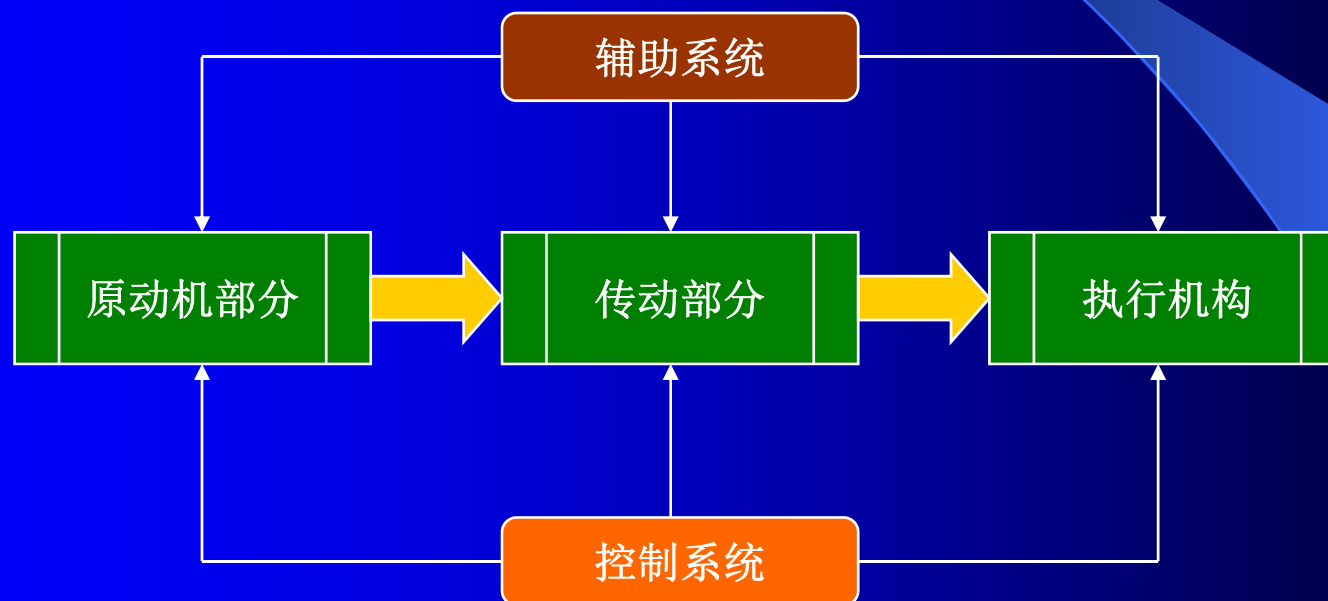 辅助系统
原动机部分
传动部分
执行机构
控制系统